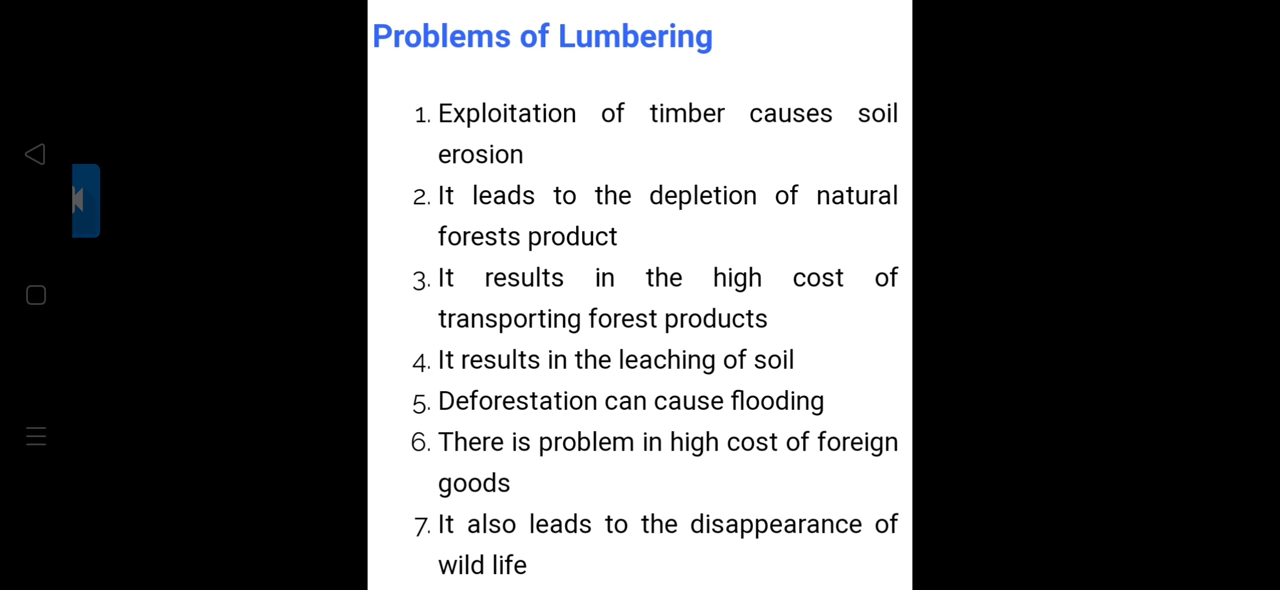 Problems of Lumbering
1. Exploitation of timber causes soil
erosion
2. It leads to the depletion of natural
forests product
3. It results in the high cost of
transporting forest products
4. It results in the leaching of soil
5. Deforestation can cause flooding
6. There is problem in high cost of foreign
goods
7. It also leads to the disappearance of
wild life